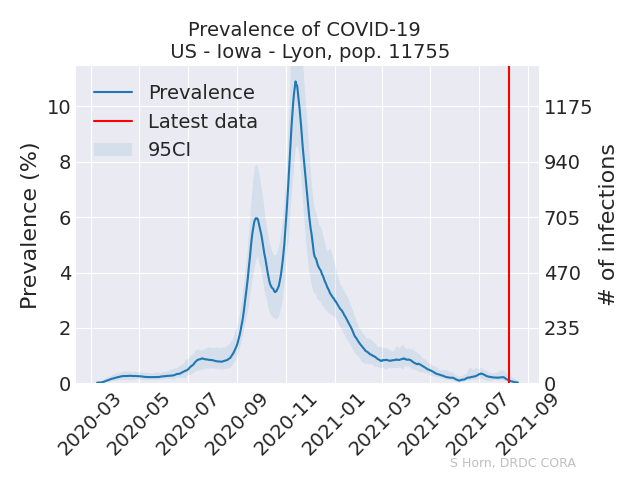 Prevalence of COVID-19
US - Iowa - Lyon, pop. 11755
Prevalence
Latest data
95CI
Prevalence (%)
10
8
6
4
2
0
1175
940
705
470
235
0
# of infections
2020-03
2020-05
2020-07
2020-09
2020-11
2021-01
2021-03
2021-05
2021-07
2021-09
S Horn, DRDC CORA